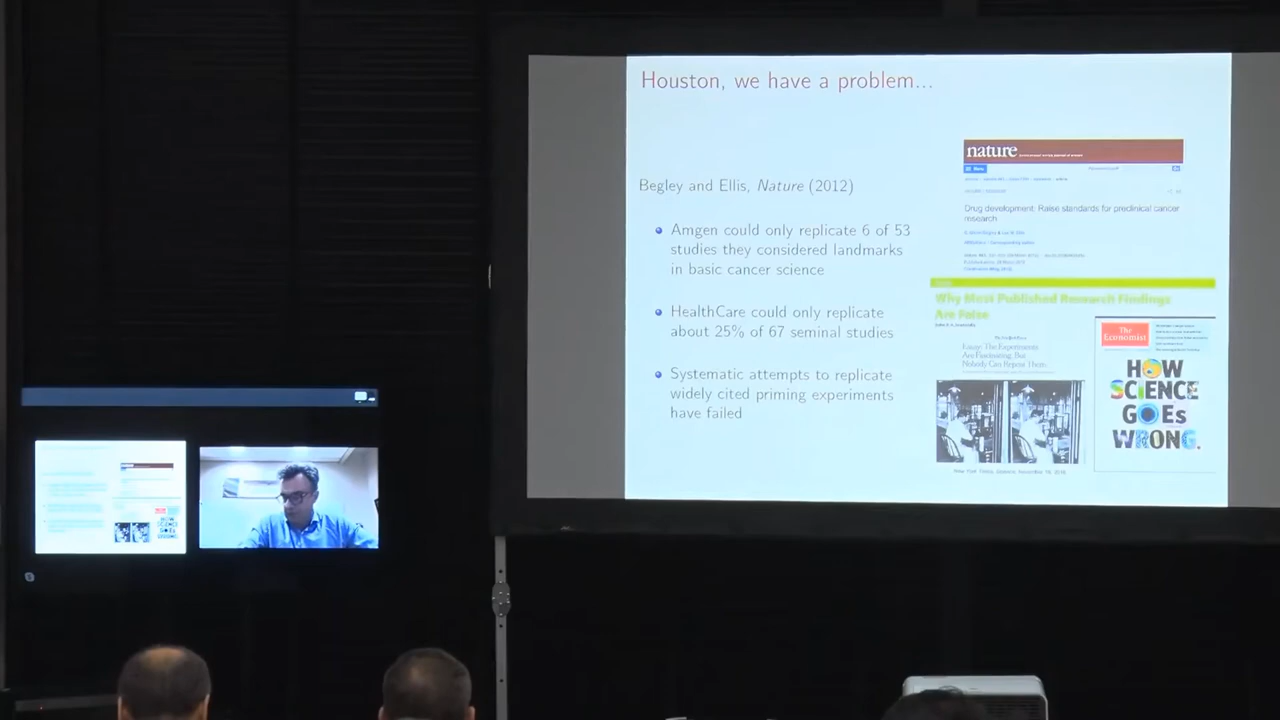 Houston, we have a problem...
Begley and Ellis, Nature (2012)
Amgen could only replicate 6 of 53
studies they considered landmarks
in basic cancer science
HealthCare could only replicate
about 25% of 67 seminal studies
Systematic attempts to replicate
widely cited priming experiments
have failed
nature
Drug development: Raise standards for preclinical cancer
research
Why Most Published Research Findings
Are False
Essay: The Experiments
Are Fascinating. But
Nobody Can Repeat Them.
The
Economist
HOW
SCIENCE
GOES
WRONG.